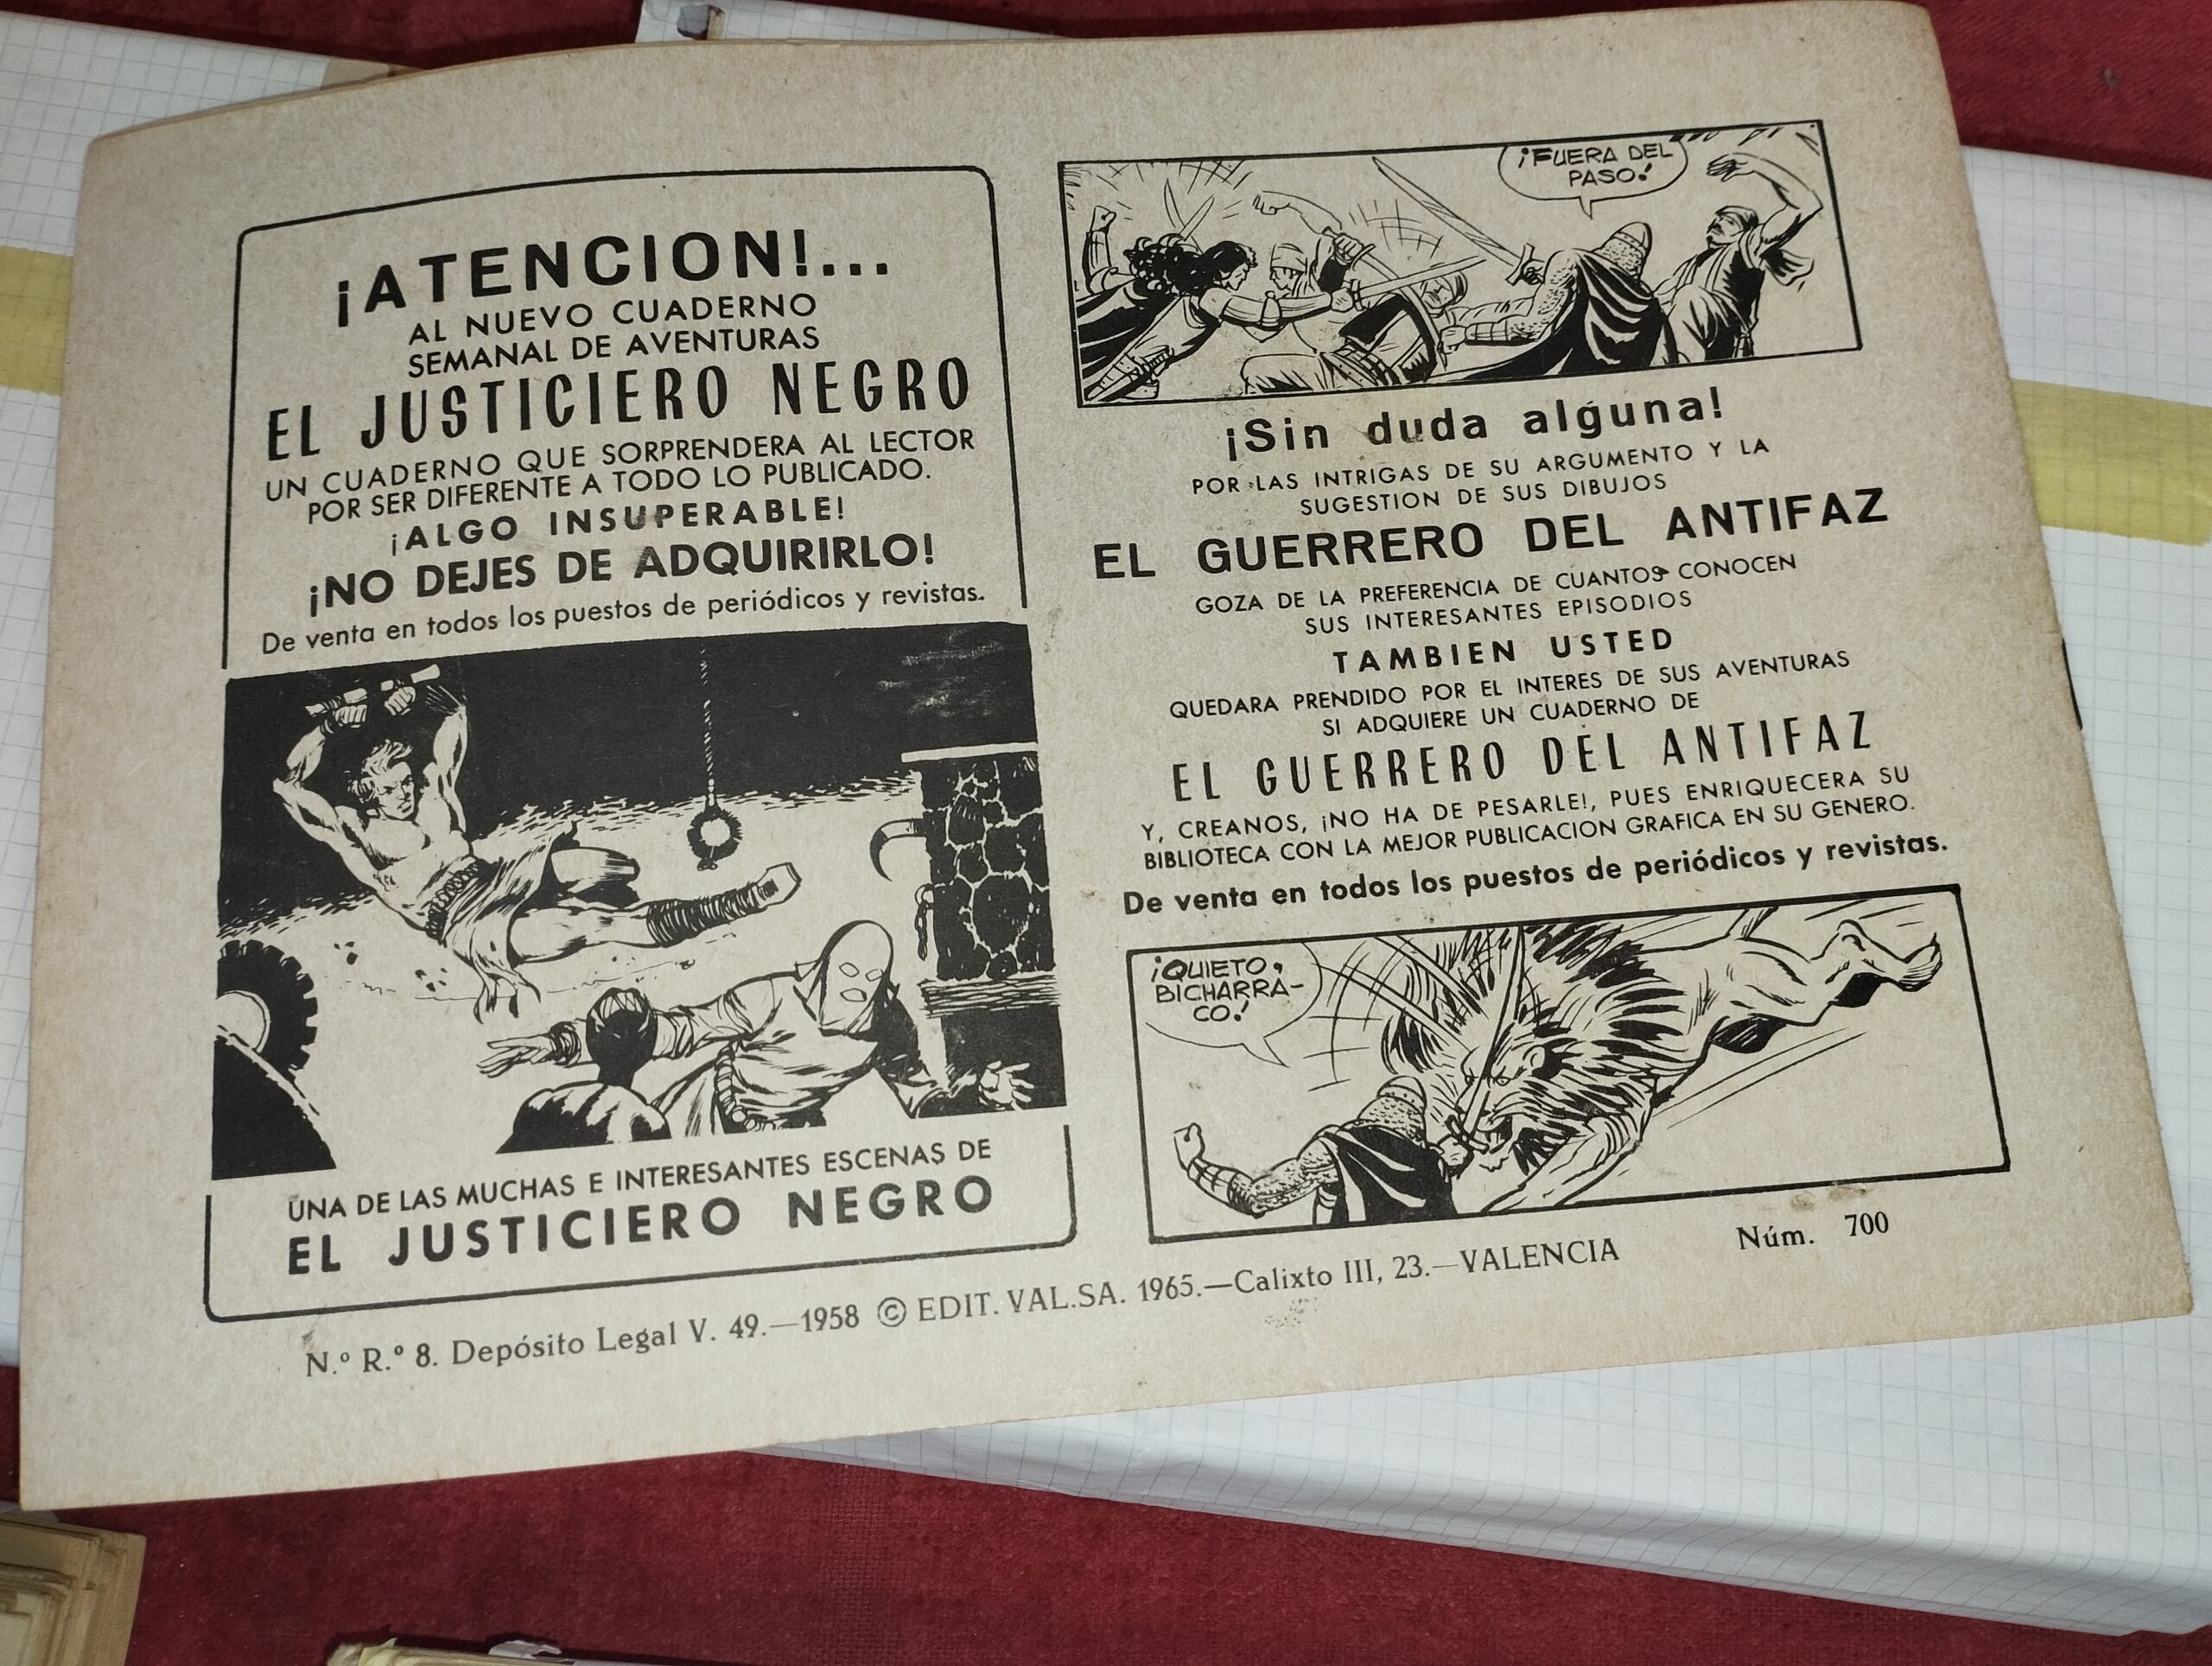 ¡ATENCION!...
AL NUEVO CUADERNO
SEMANAL DE AVENTURAS
EL JUSTICIERO NEGRO
UN CUADERNO QUE SORPRENDERA AL LECTOR
POR SER DIFERENTE A TODO LO PUBLICADO.
¡ALGO INSUPERABLE!
¡NO DEJES DE ADQUIRIRLO!
De venta en todos los puestos de periódicos y revistas.
UNA DE LAS MUCHAS E INTERESANTES ESCENAS DE
EL JUSTICIERO NEGRO
¡FUERA DEL
PASO!
¡Sin duda alguna!
POR LAS INTRIGAS DE SU ARGUMENTO Y LA
SUGESTION DE SUS DIBUJOS
EL GUERRERO DEL ANTIFAZ
GOZA DE LA PREFERENCIA DE CUANTOS CONOCEN
SUS INTERESANTES EPISODIOS
TAMBIEN USTED
QUEDARA PRENDIDO POR EL INTERES DE SUS AVENTURAS
SI ADQUIERE UN CUADERNO DE
EL GUERRERO DEL ANTIFAZ
Y, CREANOS, ¡NO HA DE PESARLE!, PUES ENRIQUECERA SU
BIBLIOTECA CON LA MEJOR PUBLICACION GRAFICA EN SU GENERO.
De venta en todos los puestos de periódicos y revistas.
¡QUIETO,
BICHARRA-
CO!
N.º R.º 8. Depósito Legal V. 49.—1958 © EDIT. VAL.SA. 1965.—Calixto III, 23.—VALENCIA Núm. 700